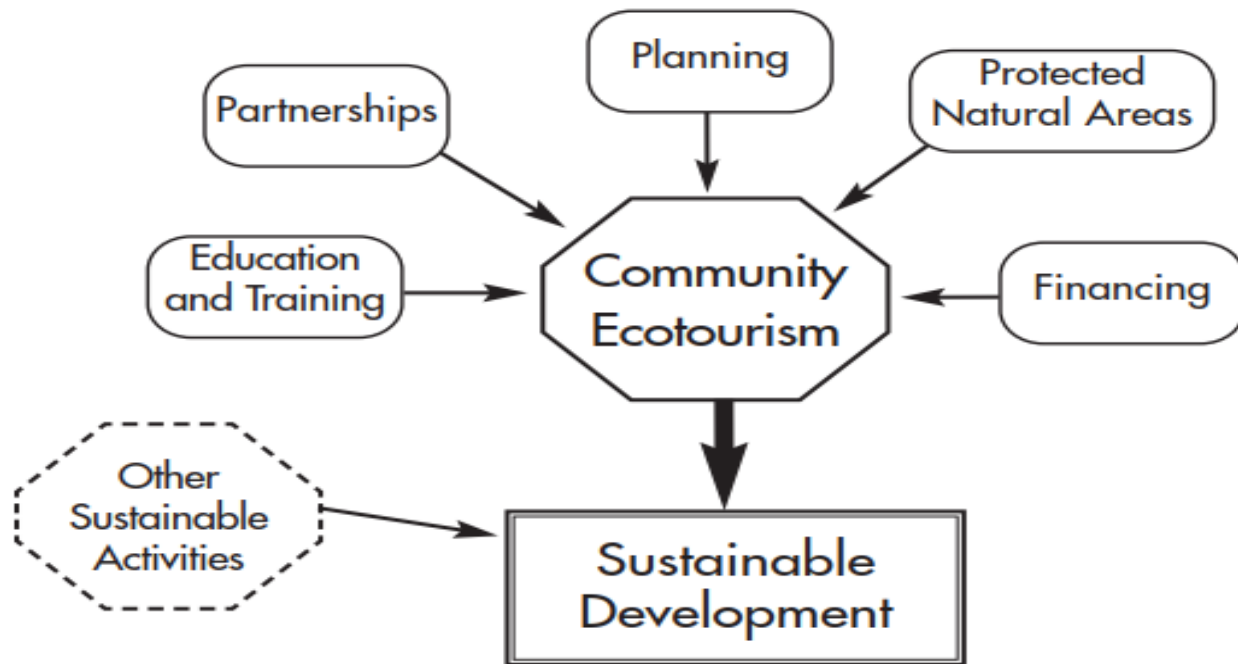 Planning
Partnerships
Protected
Natural Areas
Education
and Training
Community
Ecotourism
Financing
Other
Sustainable
Activities
Sustainable
Development